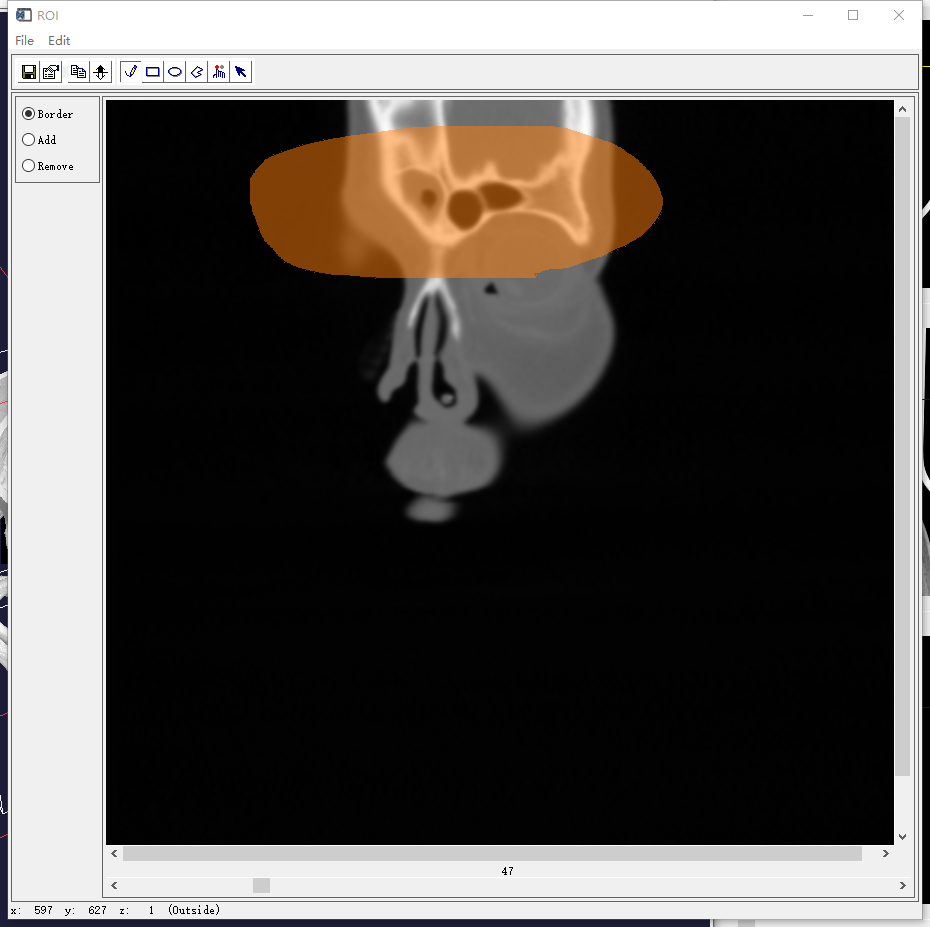 ROI
File Edit
Border
Add
Remove
47
x: 597 y: 627 z: 1 (Outside)